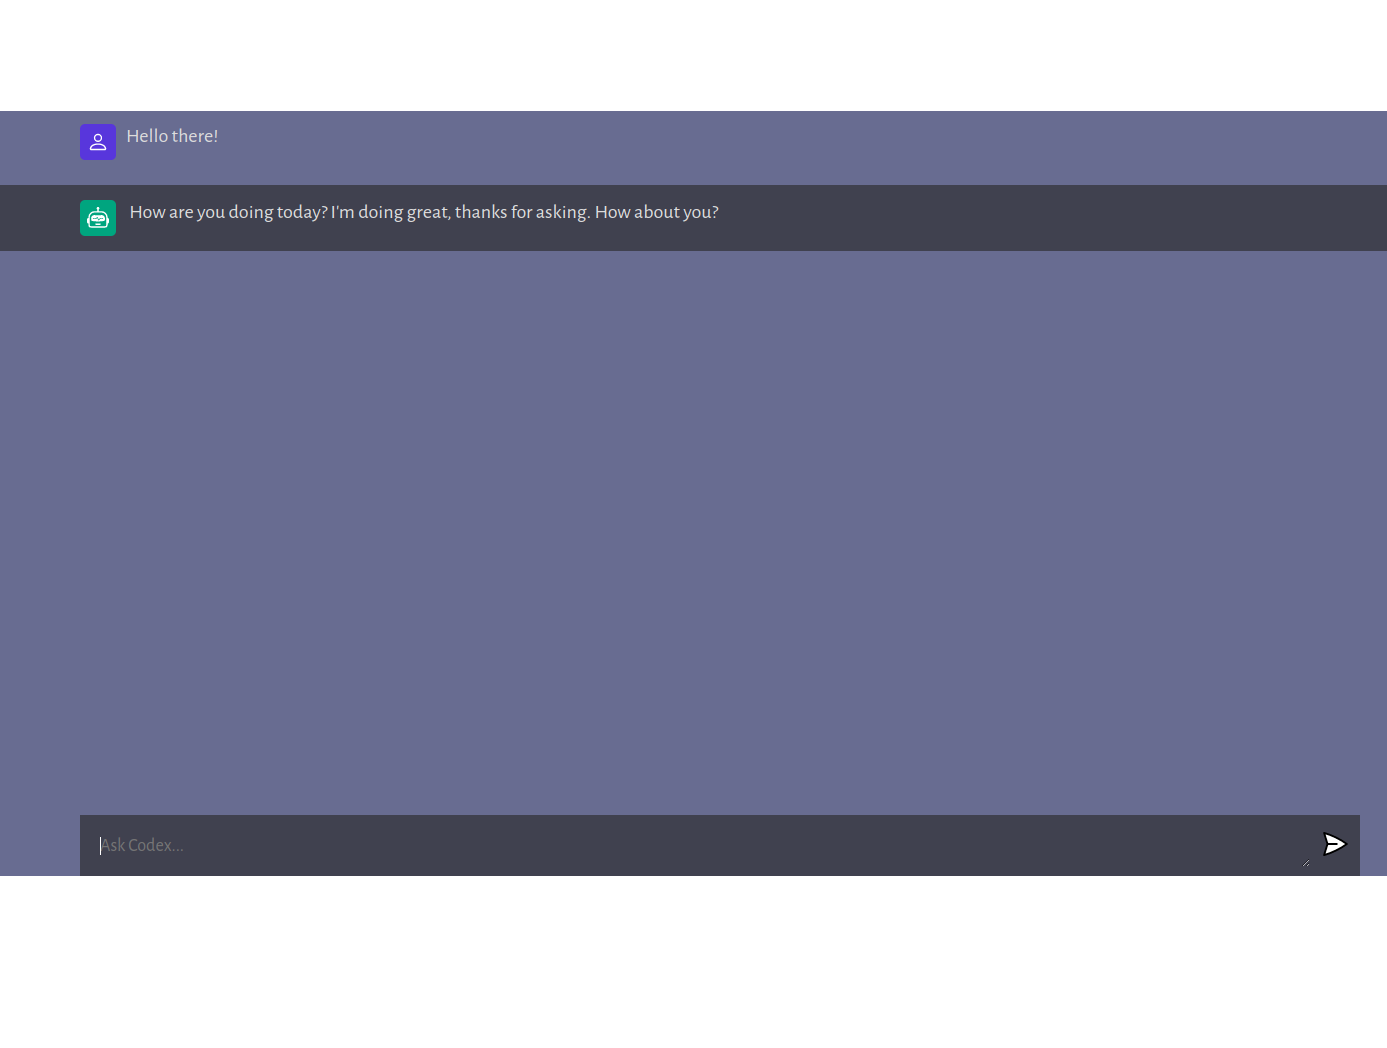 Hello there!
How are you doing today? I'm doing great, thanks for asking. How about you?
Ask Codex...